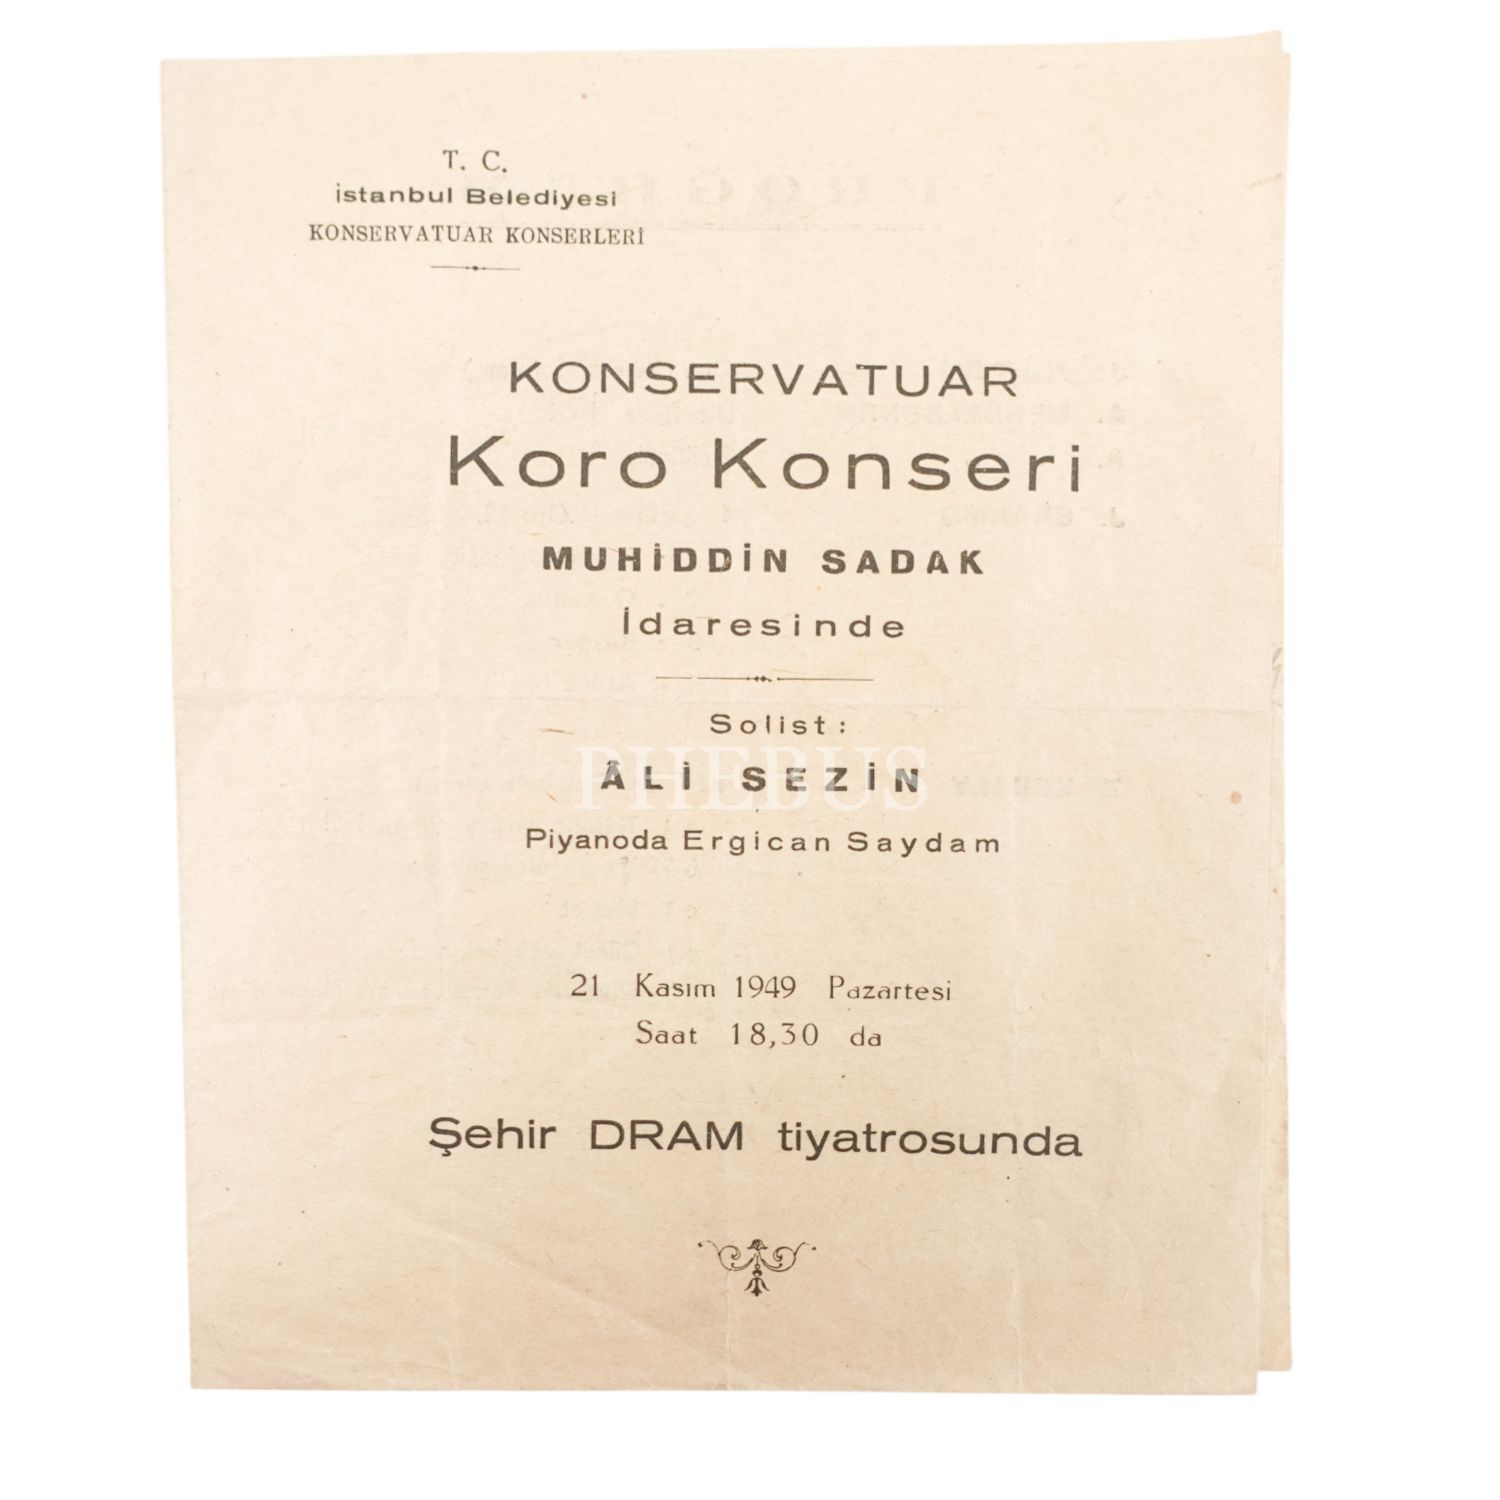 T. C.
İstanbul Belediyesi
KONSERVATUAR KONSERLERİ
KONSERVATUAR
Koro Konseri
MUHİDDİN SADAK
İdaresinde
Solist :
ÂLİ SEZİN
PHEBUS
Piyanoda Ergican Saydam
21 Kasım 1949 Pazartesi
Saat 18,30 da
Şehir DRAM tiyatrosunda